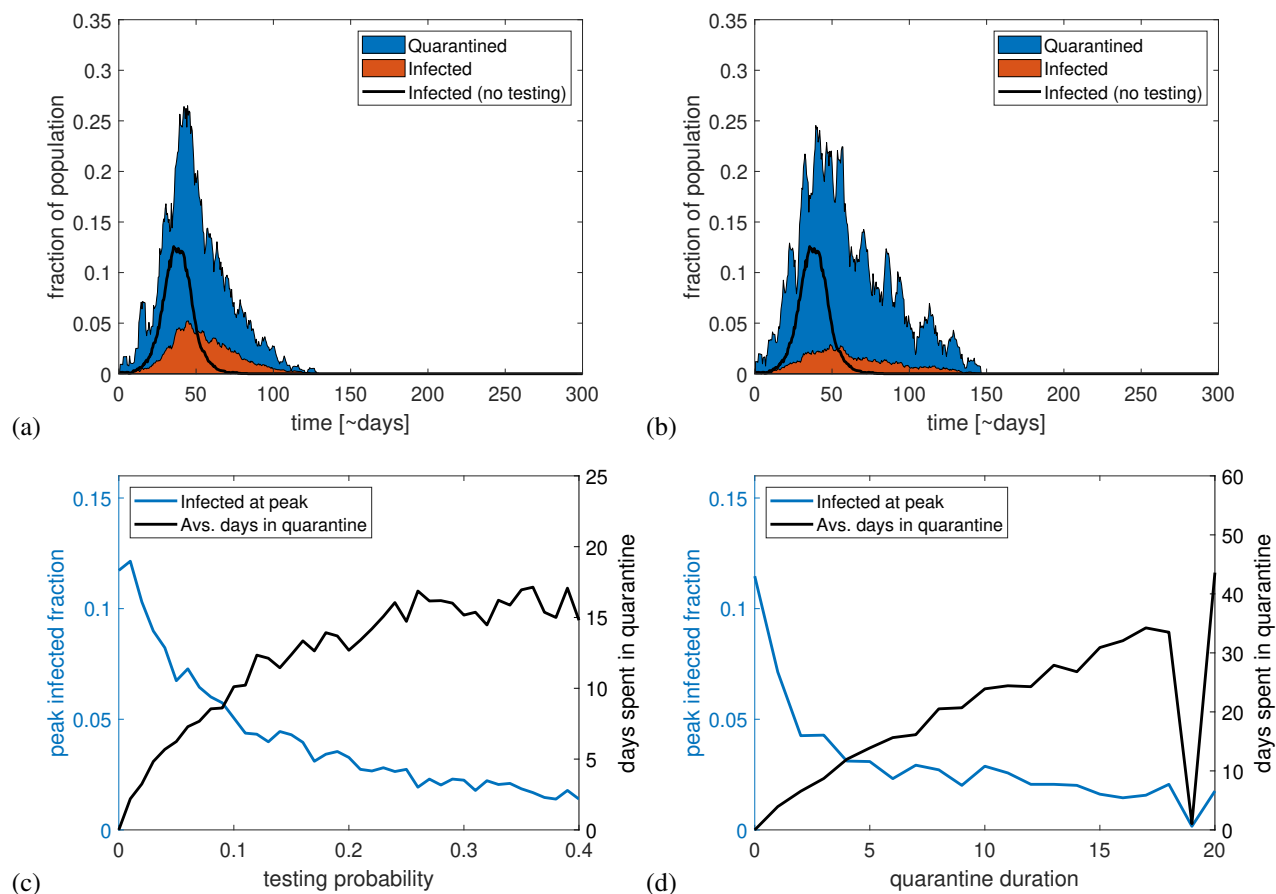 0.35
0.3
0.25
0.2
0.15
0.1
0.05
0
fraction of population
Quarantined
Infected
Infected (no testing)
0 50 100 150 200 250 300
time [~days]
(a)
0.35
0.3
0.25
0.2
0.15
0.1
0.05
0
fraction of population
Quarantined
Infected
Infected (no testing)
0 50 100 150 200 250 300
time [~days]
(b)
0.15
0.1
0.05
0
peak infected fraction
Infected at peak
Avs. days in quarantine
25
20
15
10
5
0
days spent in quarantine
0 0.1 0.2 0.3 0.4
testing probability
(c)
0.15
0.1
0.05
0
peak infected fraction
Infected at peak
Avs. days in quarantine
60
50
40
30
20
10
0
days spent in quarantine
0 5 10 15 20
quarantine duration
(d)